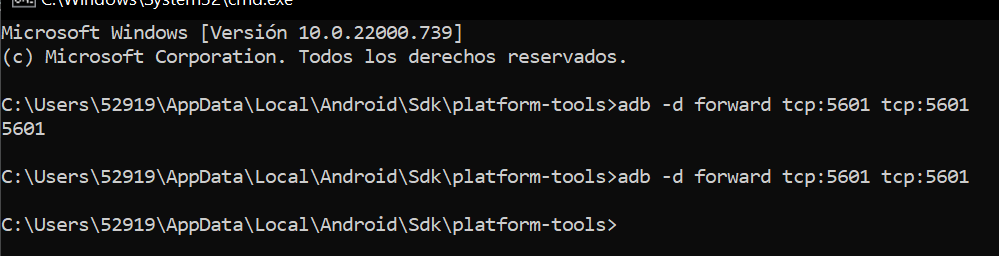 C:\Windows\System32\cmd.exe
Microsoft Windows [Versión 10.0.22000.739]
(c) Microsoft Corporation. Todos los derechos reservados.
C:\Users\52919\AppData\Local\Android\Sdk\platform-tools>adb -d forward tcp:5601 tcp:5601
5601
C:\Users\52919\AppData\Local\Android\Sdk\platform-tools>adb -d forward tcp:5601 tcp:5601
C:\Users\52919\AppData\Local\Android\Sdk\platform-tools>